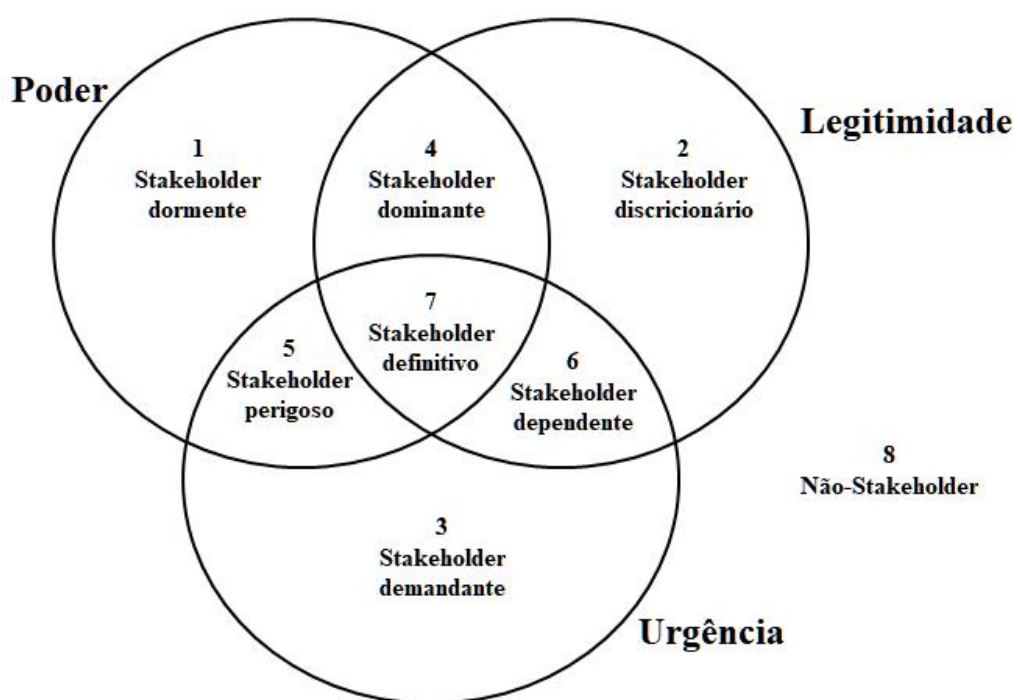 Poder
Legitimidade
1
Stakeholder
dormente
4
Stakeholder
dominante
2
Stakeholder
discricionário
7
Stakeholder
definitivo
5
Stakeholder
perigoso
6
Stakeholder
dependente
8
Não-Stakeholder
3
Stakeholder
demandante
Urgência